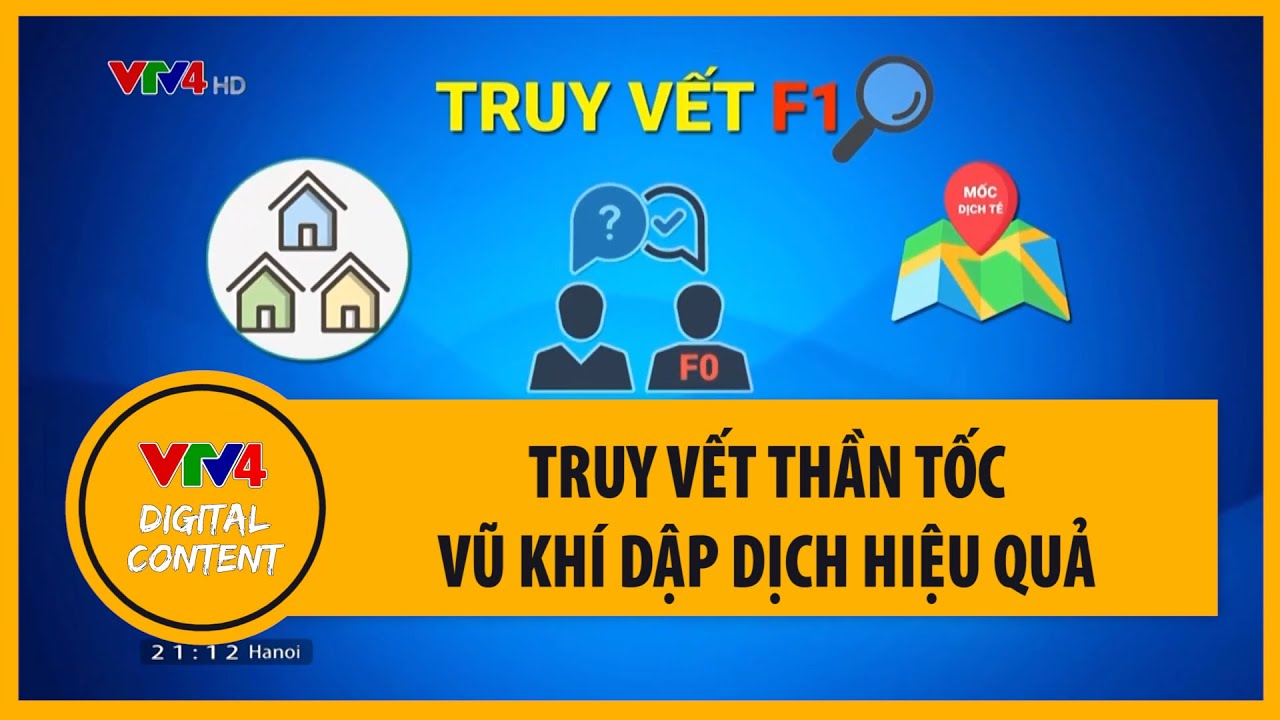 VTV4 HD
TRUY VẾT F1
MỐC
DỊCH TỄ
?
F0
VTV4
DIGITAL
CONTENT
TRUY VẾT THẦN TỐC
VŨ KHÍ DẬP DỊCH HIỆU QUẢ
21:12 Hanoi